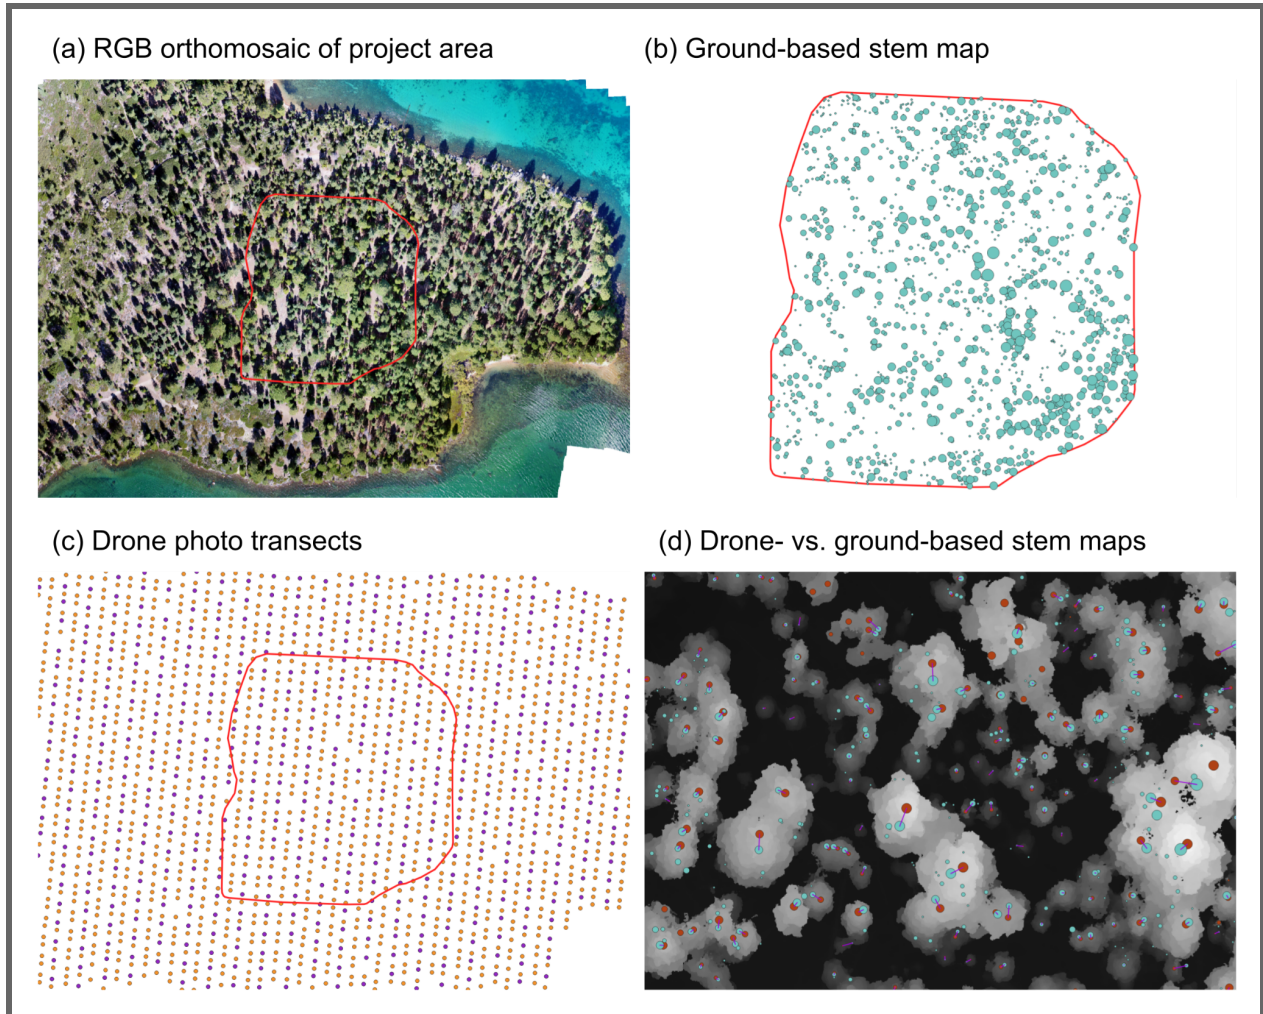 (a) RGB orthomosaic of project area
(b) Ground-based stem map
(c) Drone photo transects
(d) Drone- vs. ground-based stem maps